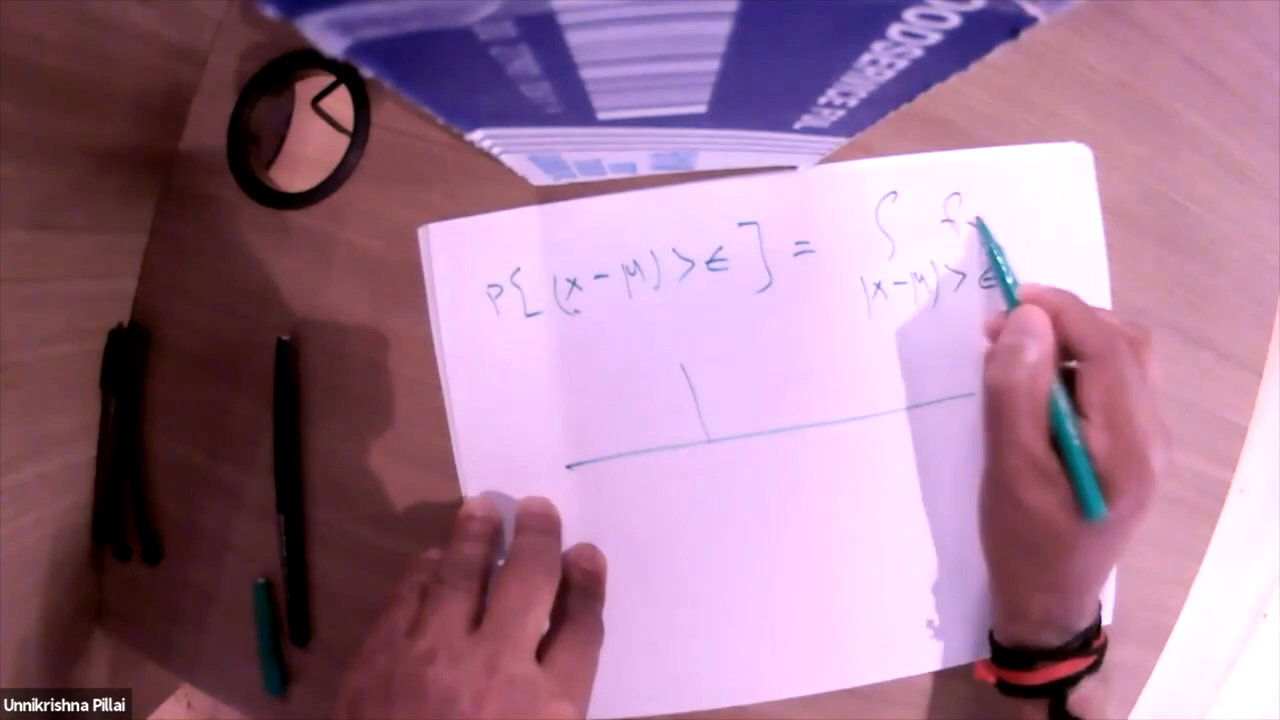 P{ (x-μ) > ϵ } = ∫ f
|x-μ) > ϵ
Unnikrishna Pillai